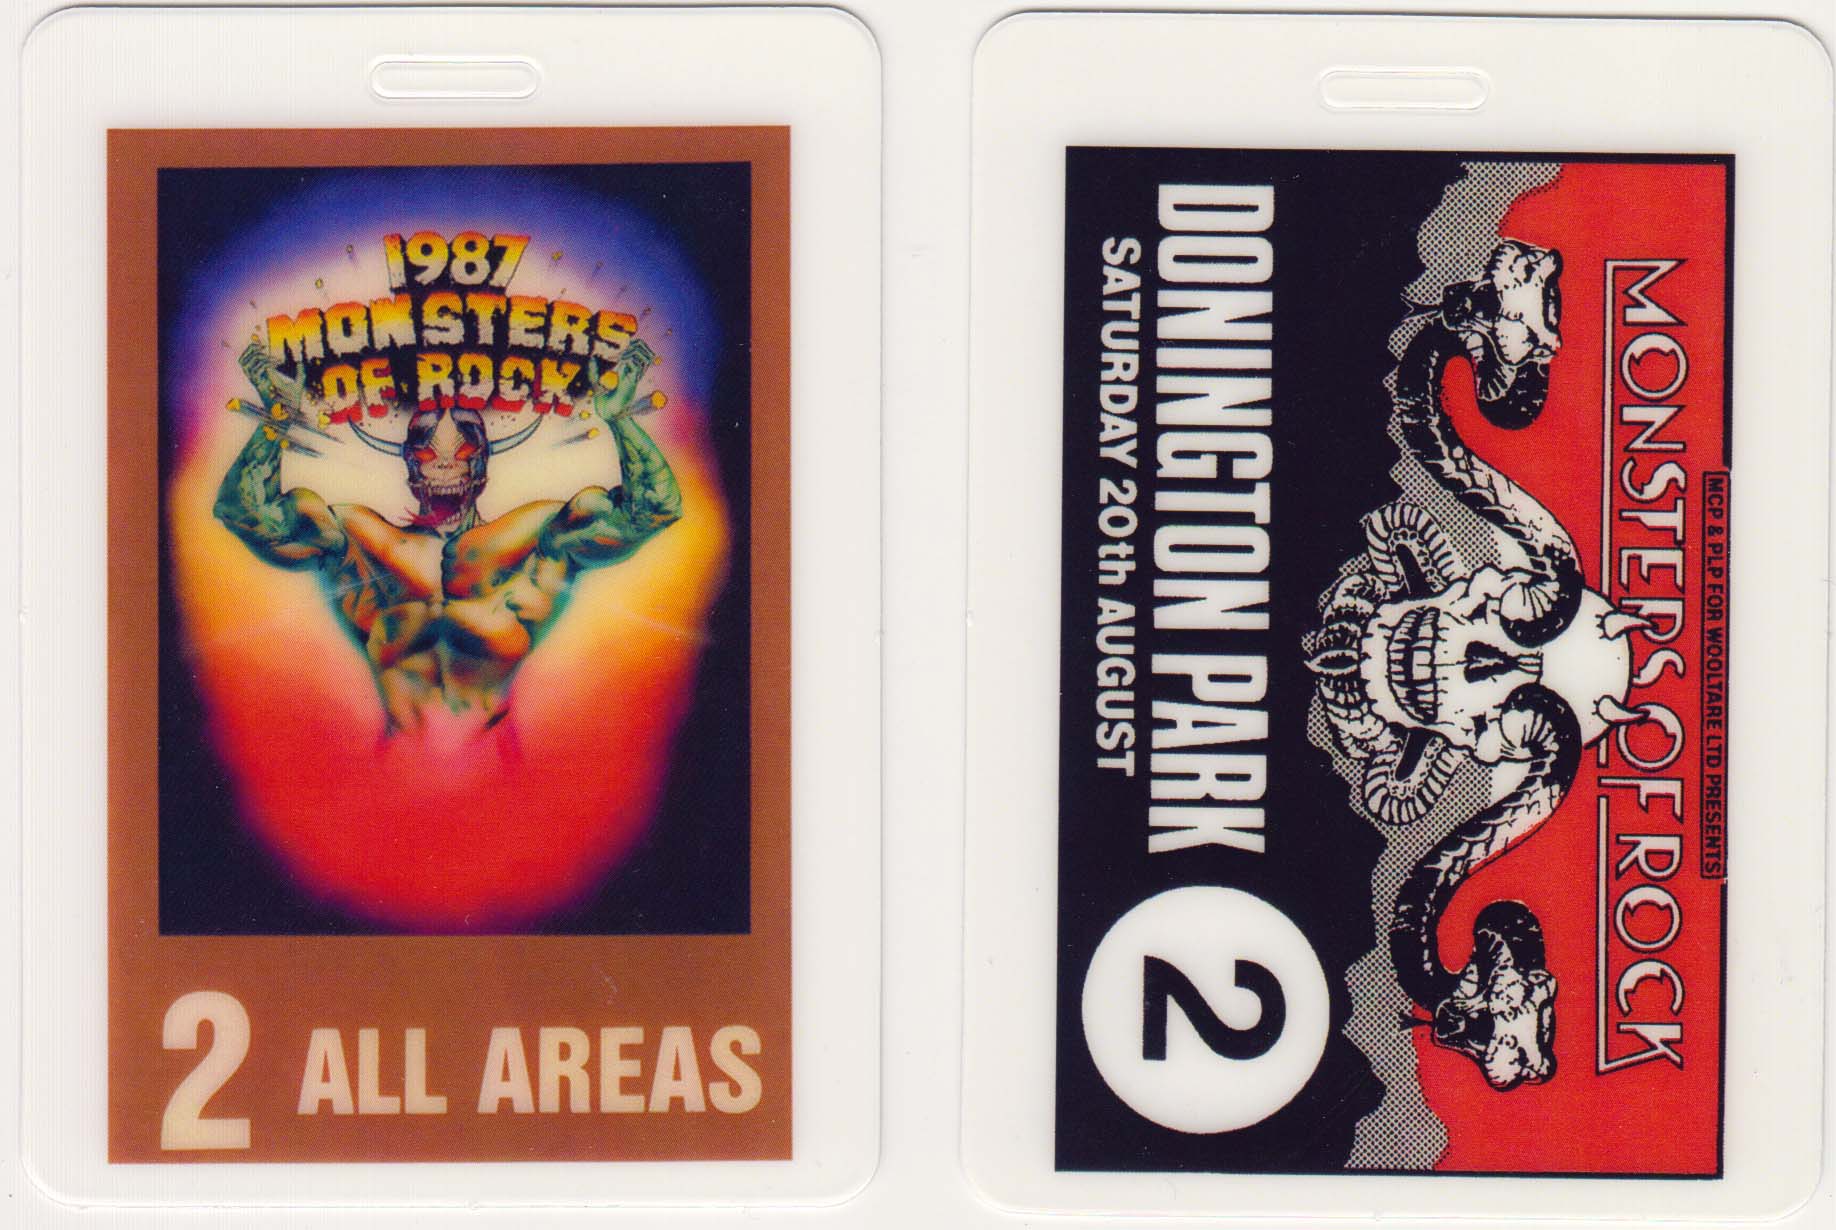 1987
MONSTERS
OF ROCK
2 ALL AREAS
MCP & PLP FOR WOOLTARE LTD PRESENTS
MONSTERS OF ROCK
DONINGTON PARK 2
SATURDAY 20th AUGUST